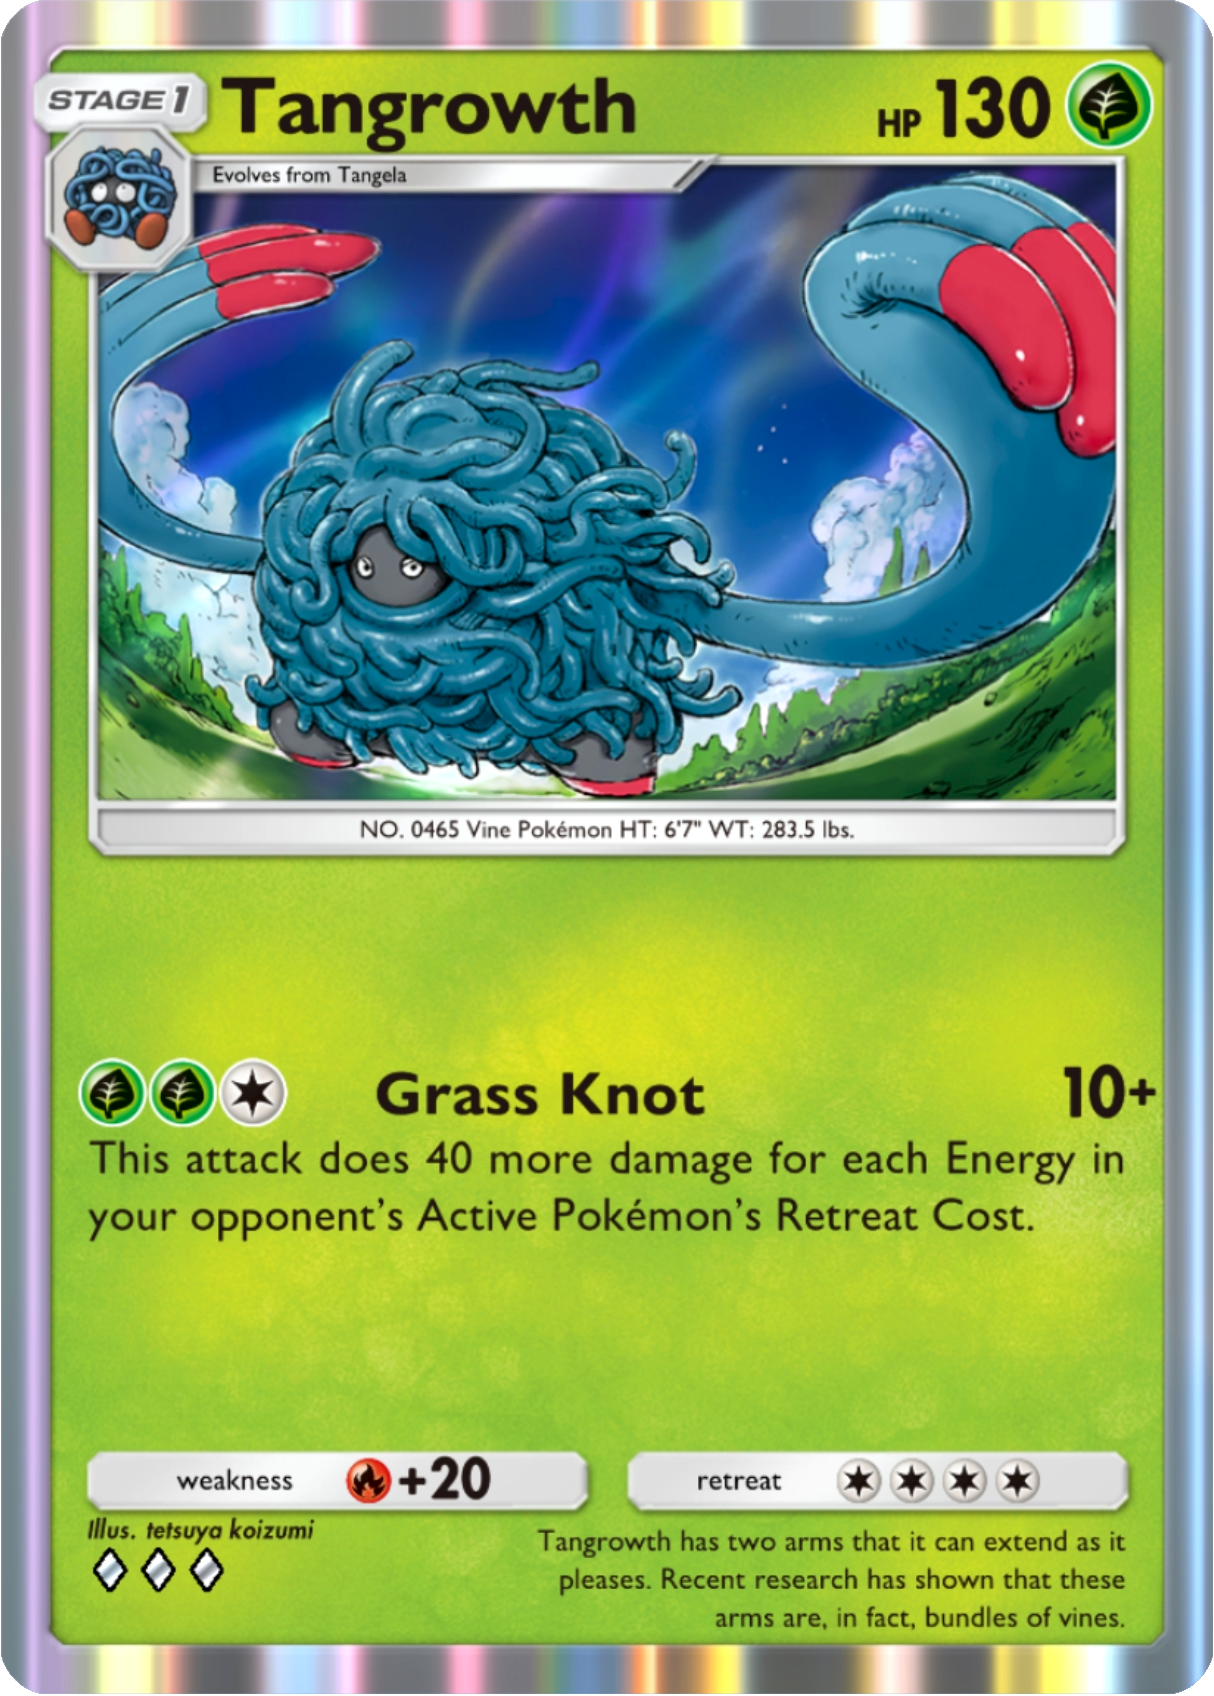 STAGE 1
Tangrowth
HP 130
Evolves from Tangela
NO. 0465 Vine Pokémon HT: 6'7" WT: 283.5 lbs.
Grass Knot
10+
This attack does 40 more damage for each Energy in
your opponent's Active Pokémon's Retreat Cost.
weakness +20
retreat
Illus. tetsuya koizumi
Tangrowth has two arms that it can extend as it
pleases. Recent research has shown that these
arms are, in fact, bundles of vines.